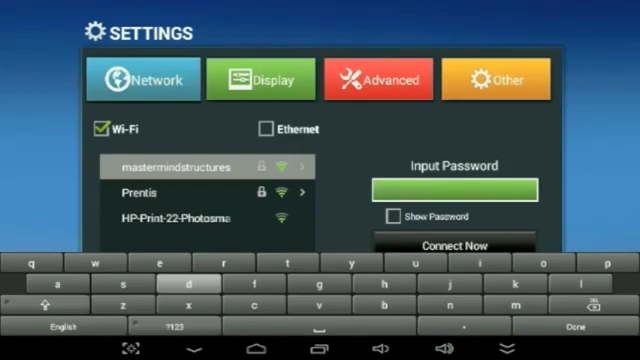 SETTINGS
Network Display Advanced Other
Wi-Fi Ethernet
mastermindstructures
Prentis
HP-Print-22-Photosma
Input Password
Show Password
Connect Now
q w e r t y u i o p
a s d f g h j k l
z x c v b n m DEL
English ?123 . Done